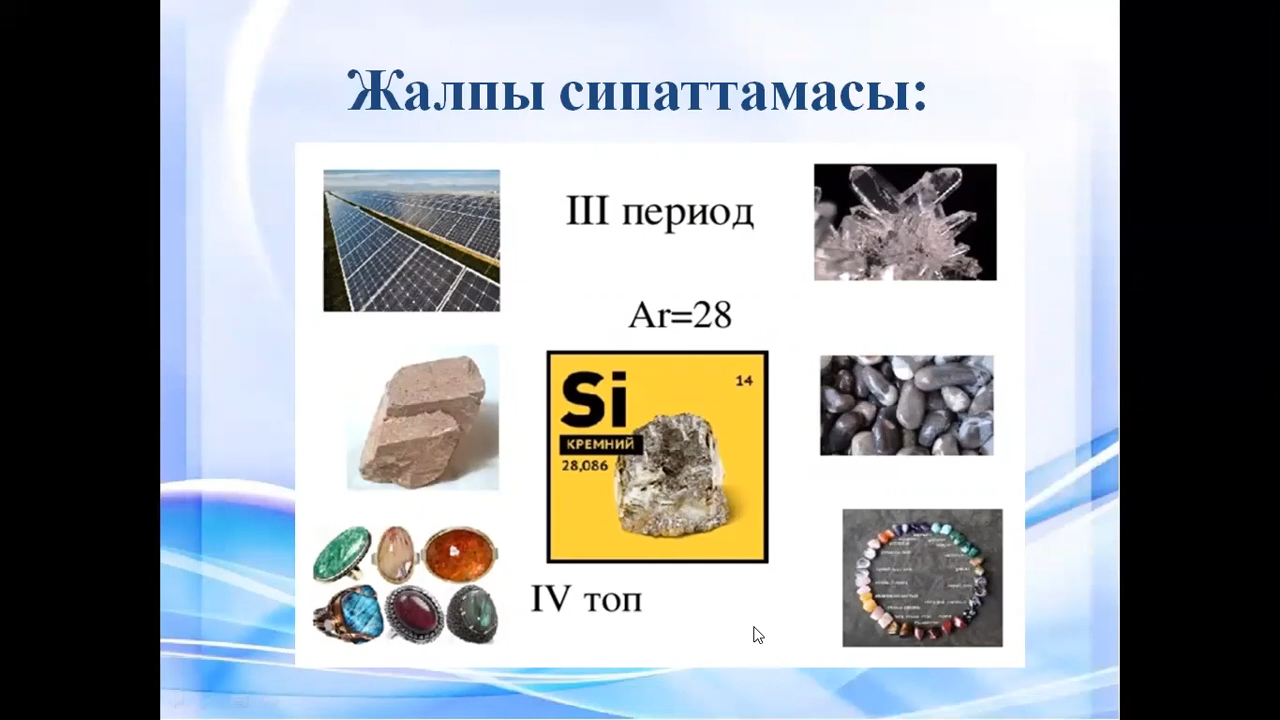 Жалпы сипаттамасы:
III период
Ar=28
Si
14
КРЕМНИЙ
28,086
IV топ